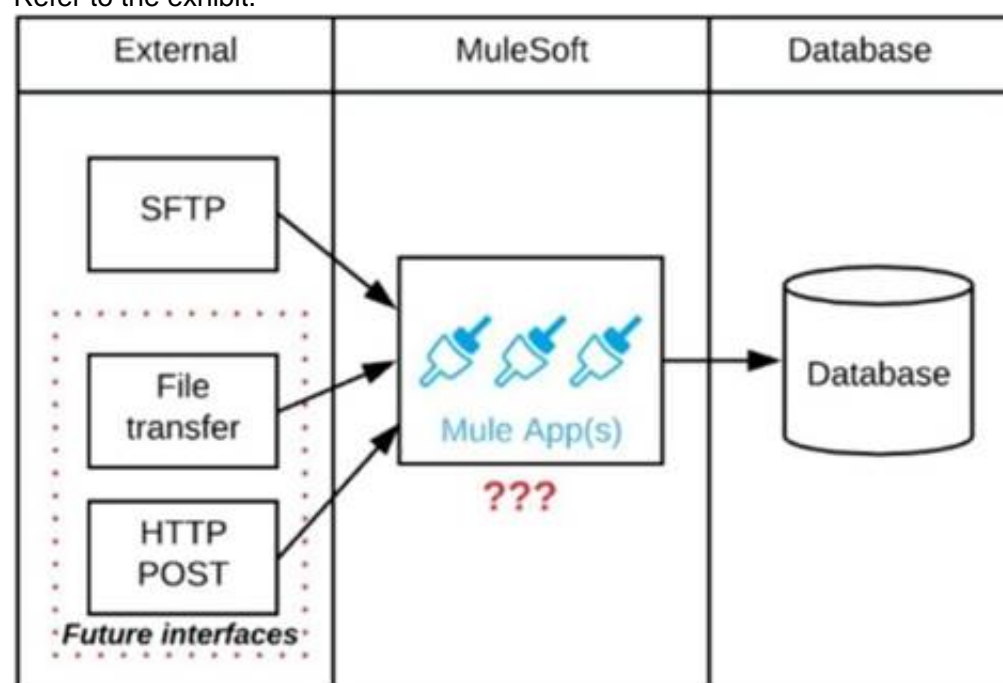 Refer to the exhibit.
External
MuleSoft
Database
SFTP
File
transfer
HTTP
POST
Future interfaces
Mule App(s)
???
Database